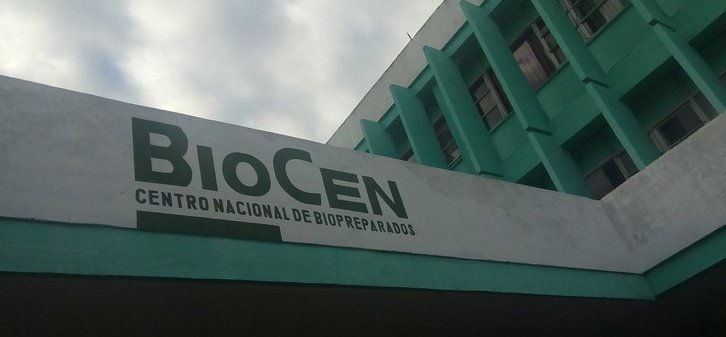 BIOCEN
CENTRO NACIONAL DE BIOPREPARADOS